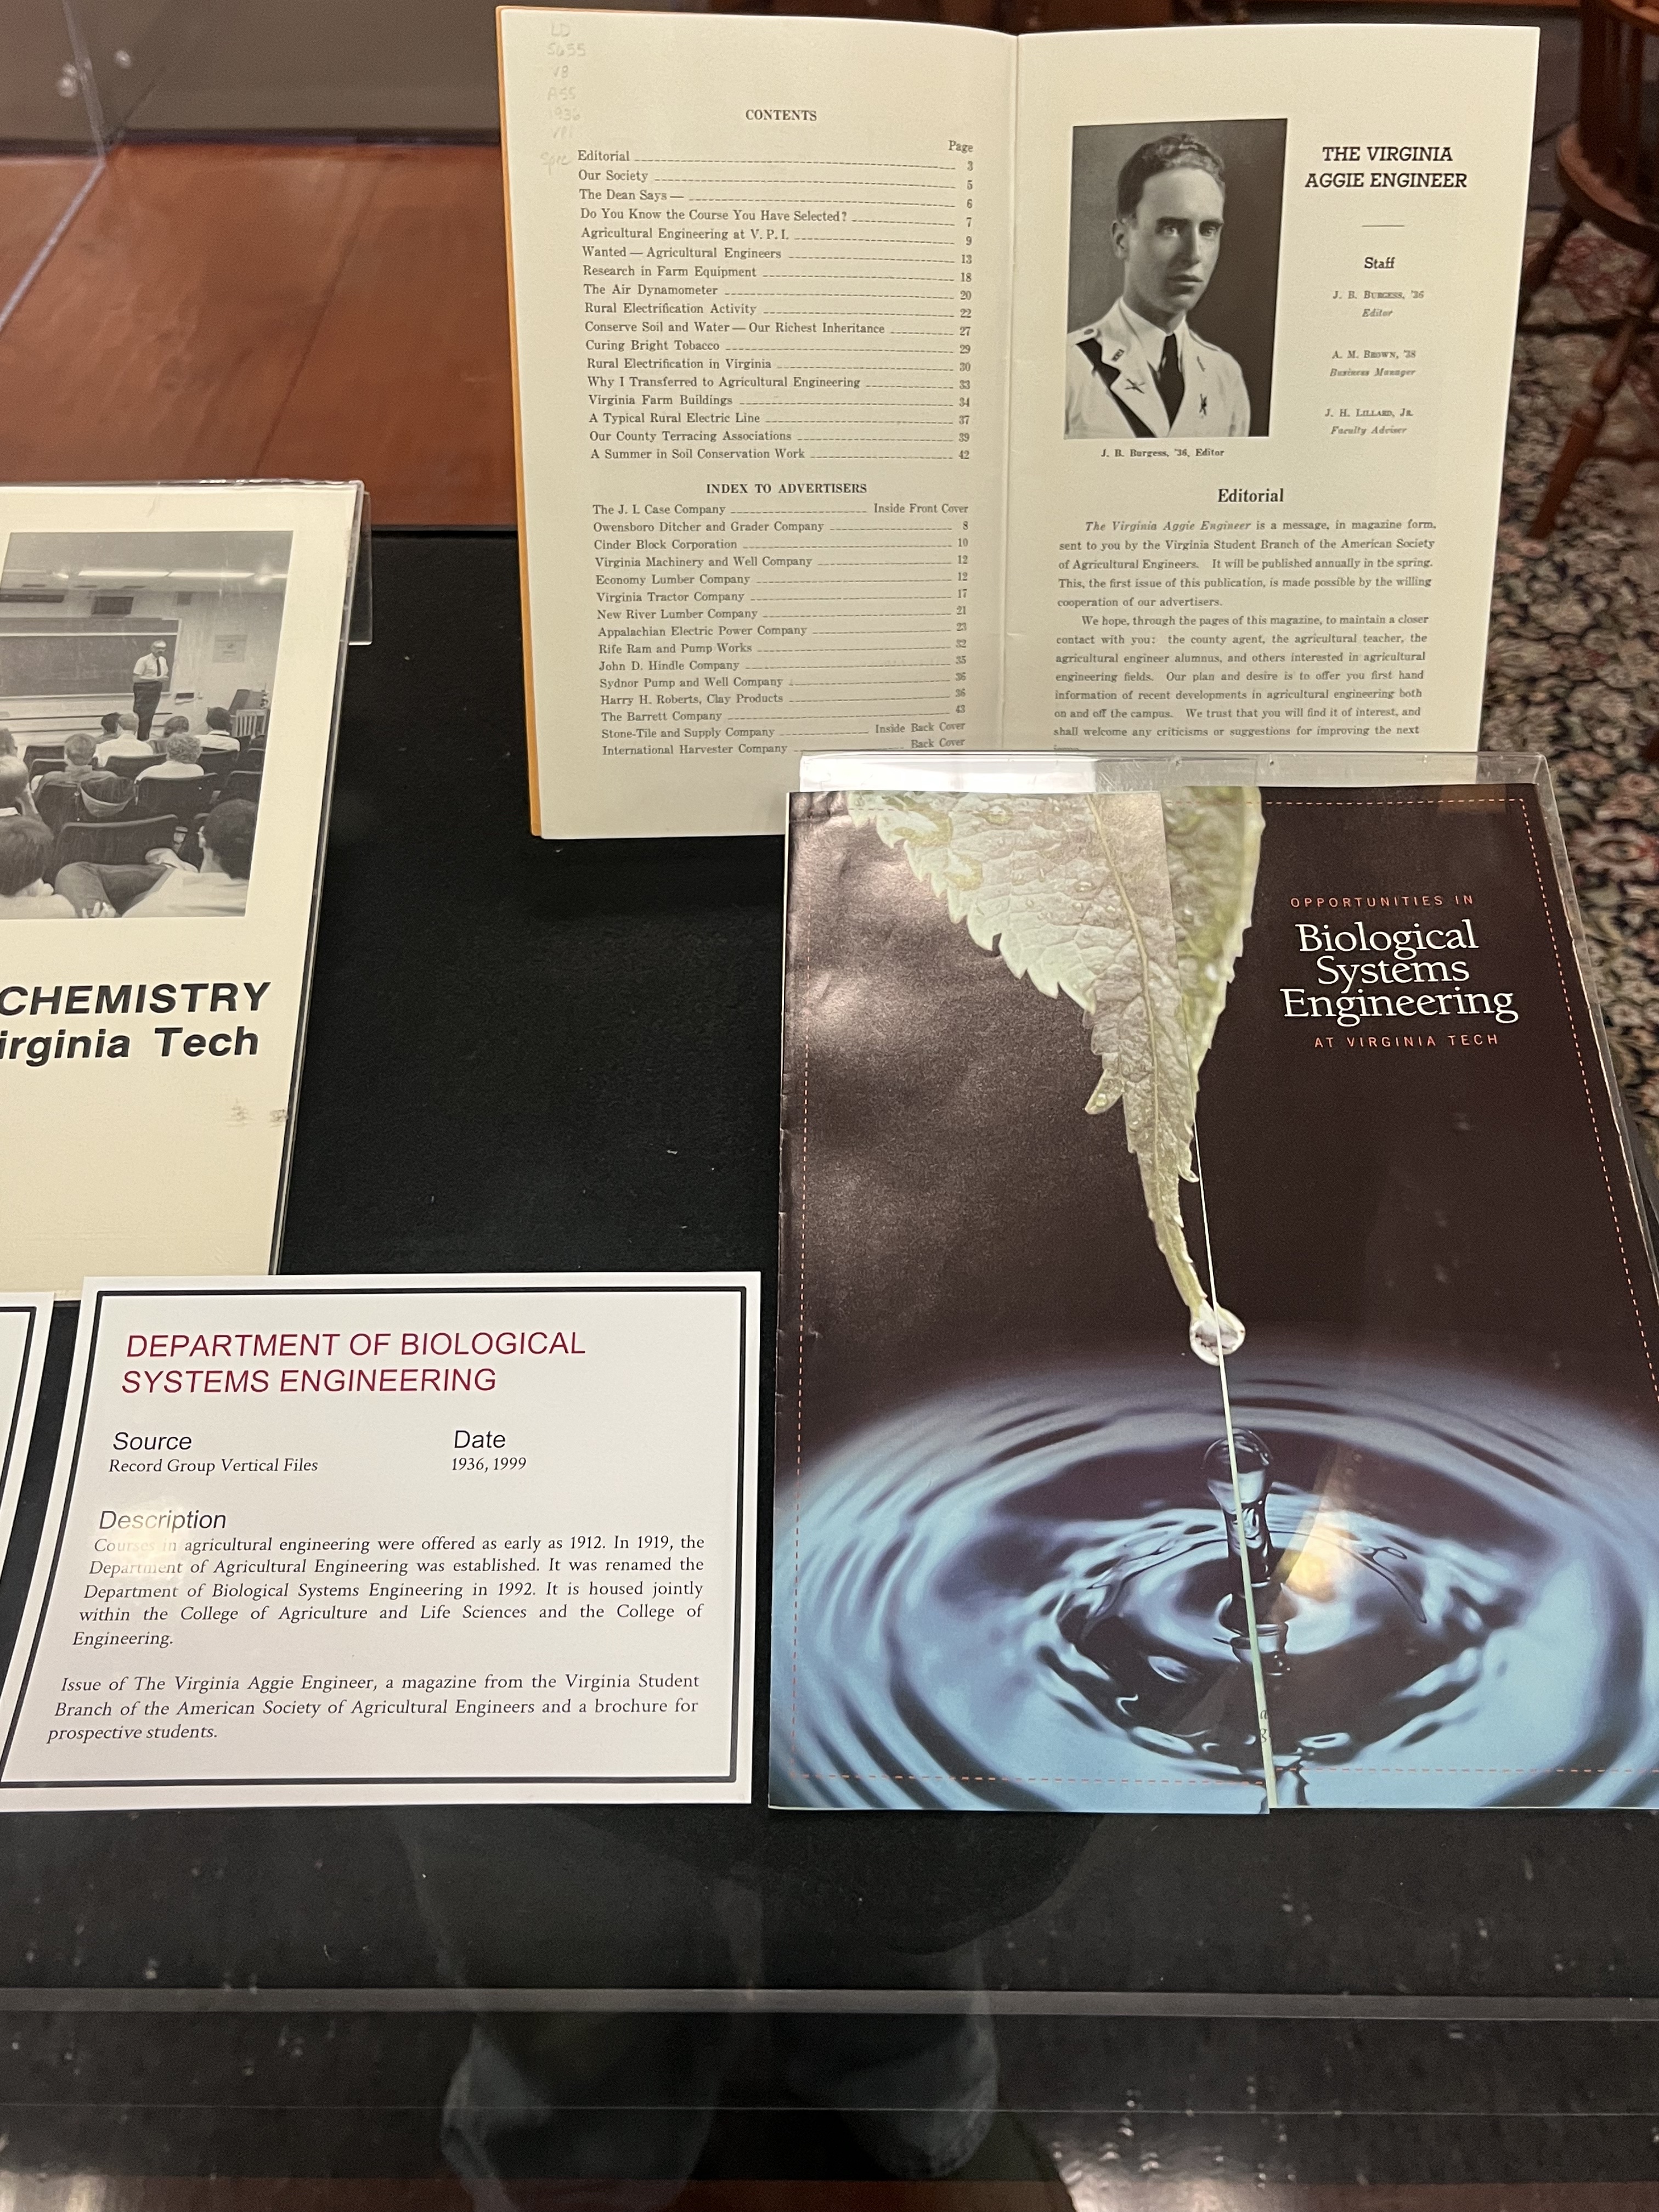 LD
5655
V8
A55
1936
Spec
CONTENTS
Page
Editorial 3
Our Society 5
The Dean Says — 6
Do You Know the Course You Have Selected? 7
Agricultural Engineering at V. P. I. 9
Wanted — Agricultural Engineers 13
Research in Farm Equipment 18
The Air Dynamometer 20
Rural Electrification Activity 22
Conserve Soil and Water — Our Richest Inheritance 27
Curing Bright Tobacco 29
Rural Electrification in Virginia 30
Why I Transferred to Agricultural Engineering 33
Virginia Farm Buildings 34
A Typical Rural Electric Line 37
Our County Terracing Associations 39
A Summer in Soil Conservation Work 42
INDEX TO ADVERTISERS
The J. I. Case Company Inside Front Cover
Owensboro Ditcher and Grader Company 8
Cinder Block Corporation 10
Virginia Machinery and Well Company 12
Economy Lumber Company 12
Virginia Tractor Company 17
New River Lumber Company 21
Appalachian Electric Power Company 23
Rife Ram and Pump Works 32
John D. Hindle Company 35
Sydnor Pump and Well Company 36
Harry H. Roberts, Clay Products 36
The Barrett Company 43
Stone-Tile and Supply Company Inside Back Cover
International Harvester Company Back Cover
THE VIRGINIA
AGGIE ENGINEER
Staff
J. B. BURGESS, '36
Editor
A. M. BROWN, '38
Business Manager
J. H. LILLARD, JR.
Faculty Adviser
J. B. Burgess, '36, Editor
Editorial
The Virginia Aggie Engineer is a message, in magazine form,
sent to you by the Virginia Student Branch of the American Society
of Agricultural Engineers. It will be published annually in the spring.
This, the first issue of this publication, is made possible by the willing
cooperation of our advertisers.
We hope, through the pages of this magazine, to maintain a closer
contact with you: the county agent, the agricultural teacher, the
agricultural engineer alumnus, and others interested in agricultural
engineering fields. Our plan and desire is to offer you first hand
information of recent developments in agricultural engineering both
on and off the campus. We trust that you will find it of interest, and
shall welcome any criticisms or suggestions for improving the next
CHEMISTRY
irginia Tech
OPPORTUNITIES IN
Biological
Systems
Engineering
AT VIRGINIA TECH
DEPARTMENT OF BIOLOGICAL
SYSTEMS ENGINEERING
Source Date
Record Group Vertical Files 1936, 1999
Description
Courses in agricultural engineering were offered as early as 1912. In 1919, the
Department of Agricultural Engineering was established. It was renamed the
Department of Biological Systems Engineering in 1992. It is housed jointly
within the College of Agriculture and Life Sciences and the College of
Engineering.
Issue of The Virginia Aggie Engineer, a magazine from the Virginia Student
Branch of the American Society of Agricultural Engineers and a brochure for
prospective students.